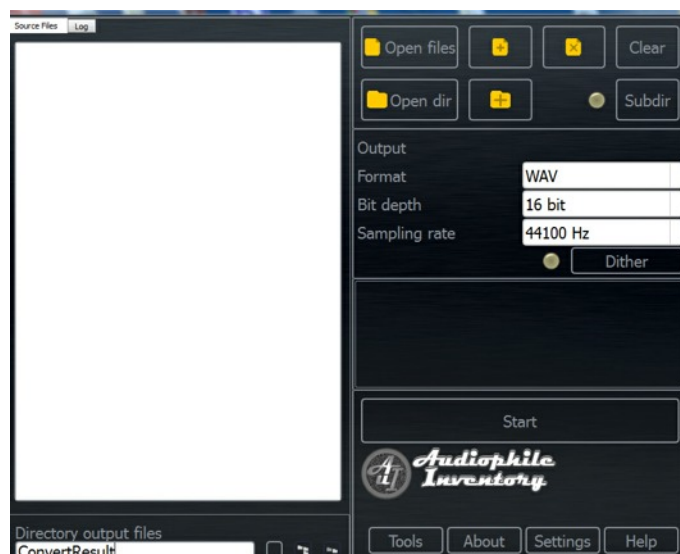 Source Files Log
Open files Clear
Open dir Subdir
Output
Format WAV
Bit depth 16 bit
Sampling rate 44100 Hz
Dither
Start
Audiophile
Inventory
Directory output files
ConvertResult
Tools About Settings Help